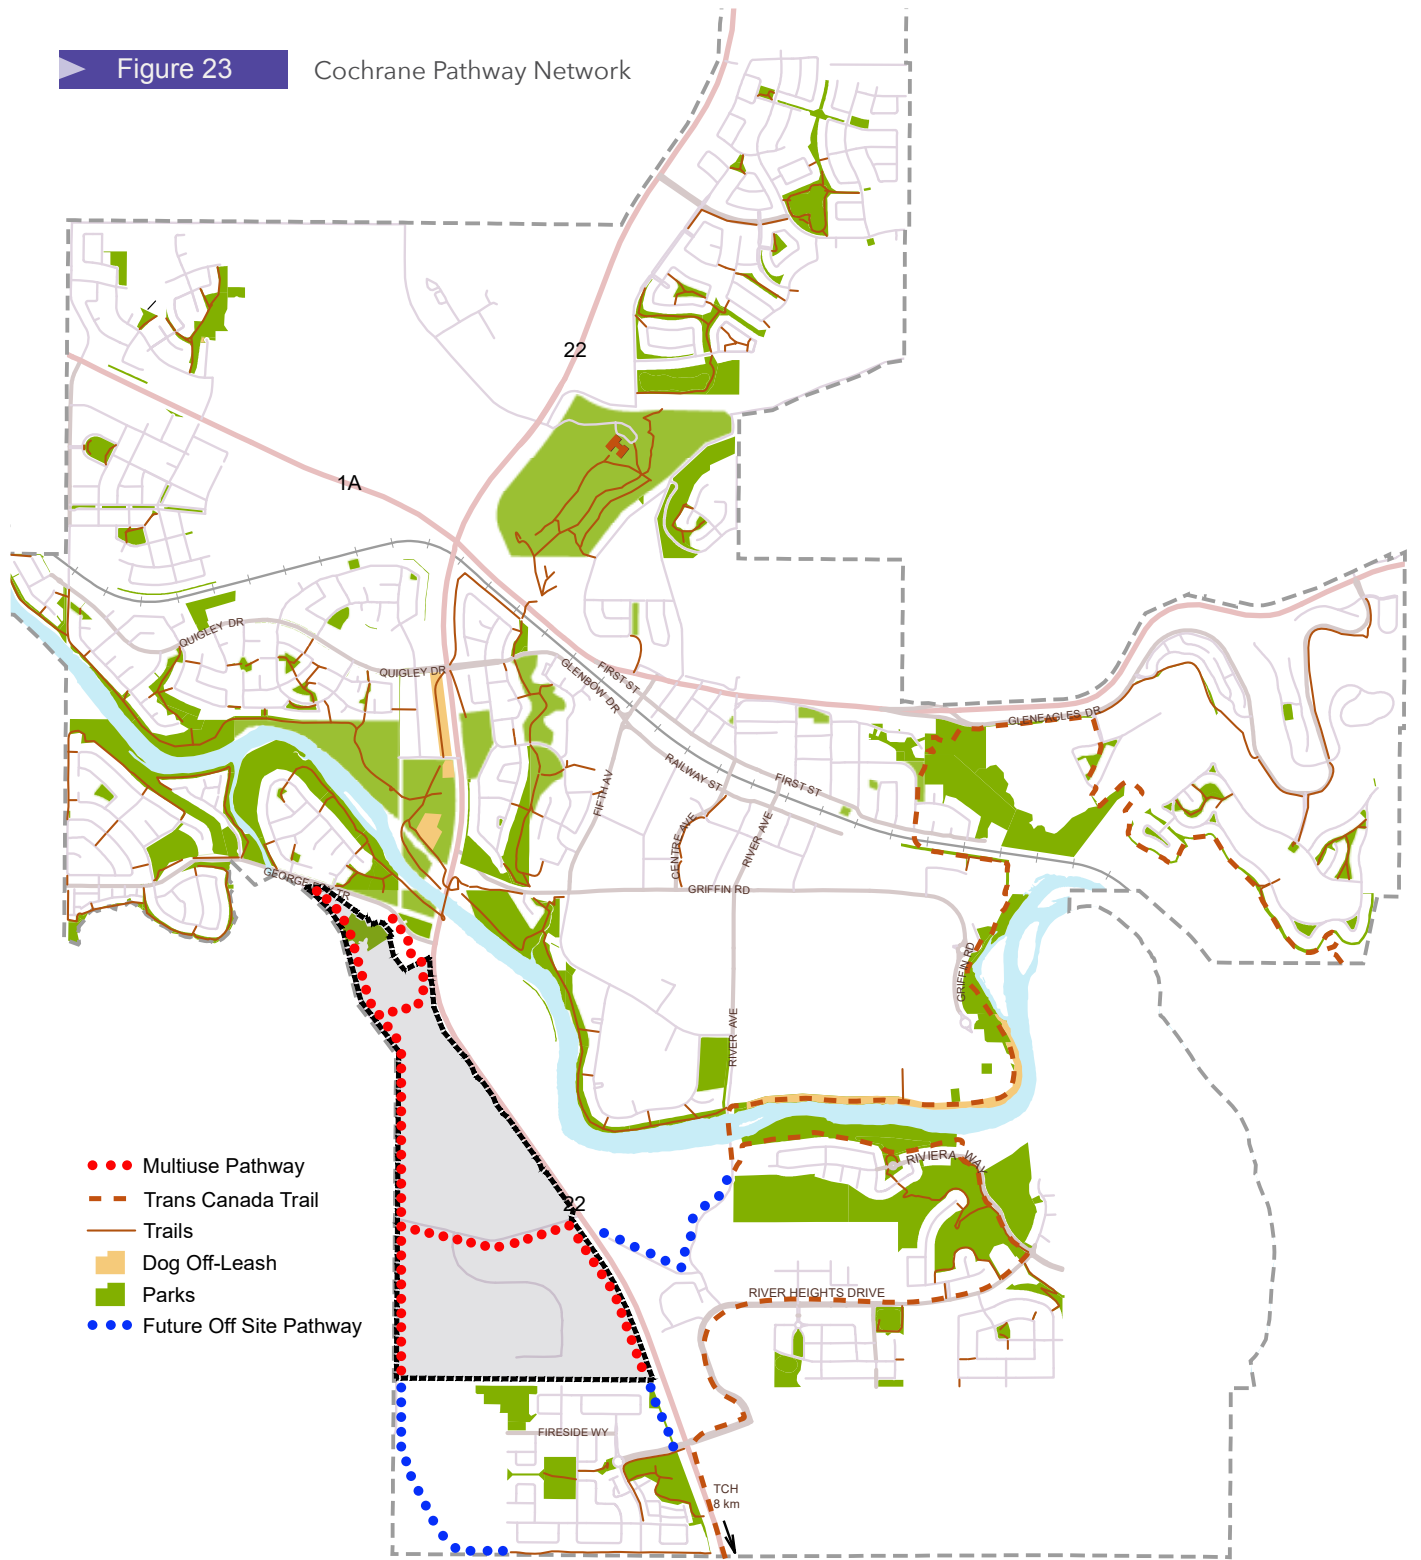 Figure 23
Cochrane Pathway Network
22
1A
QUIGLEY DR
QUIGLEY DR
GLENBOW DR
FIRST ST
GLENEAGLES DR
RAILWAY ST
FIRST ST
FIFTH AV
CENTRE AVE
RIVER AVE
GRIFFIN RD
GEORGE
TR
GRIFFIN RD
RIVER AVE
RIVIERA WAY
22
RIVER HEIGHTS DRIVE
FIRESIDE WY
TCH
8 km
Multiuse Pathway
Trans Canada Trail
Trails
Dog Off-Leash
Parks
Future Off Site Pathway